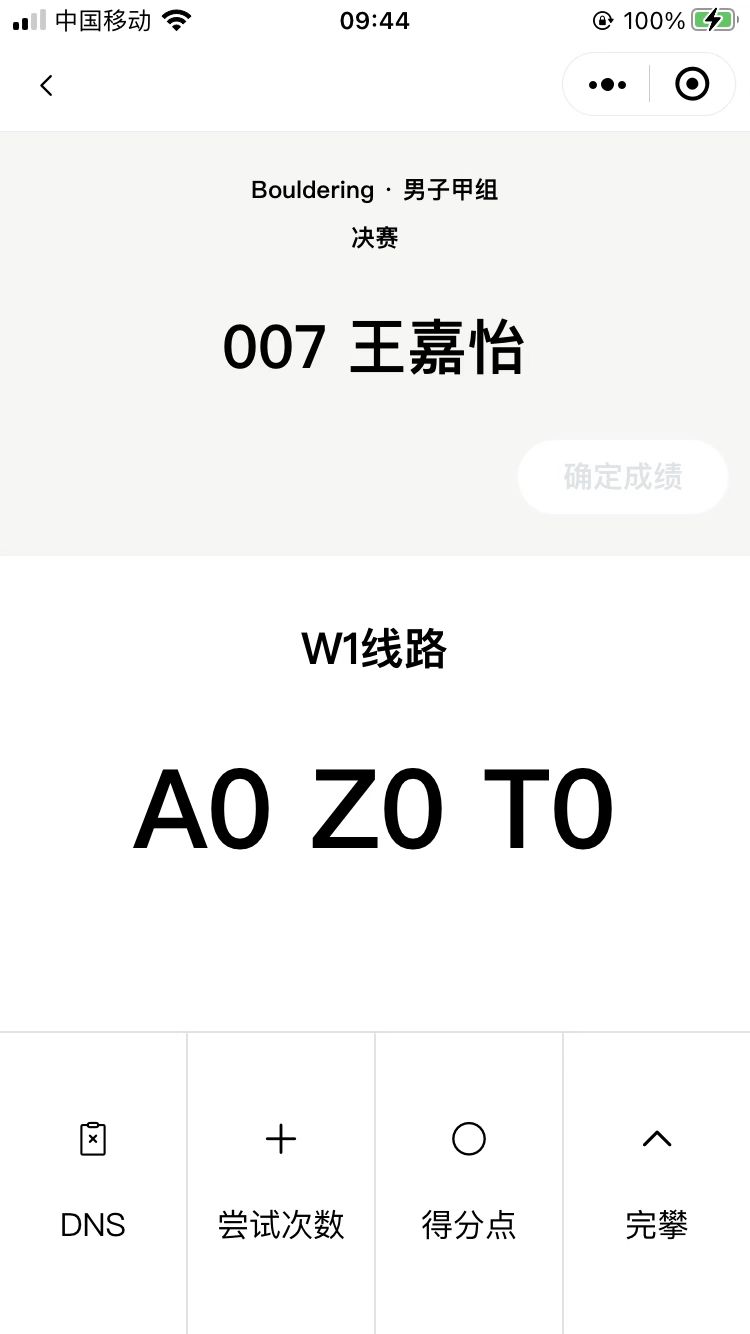 中国移动 09:44 100%
Bouldering · 男子甲组
决赛
007 王嘉怡
确定成绩
W1线路
A0 Z0 T0
DNS 尝试次数 得分点 完攀